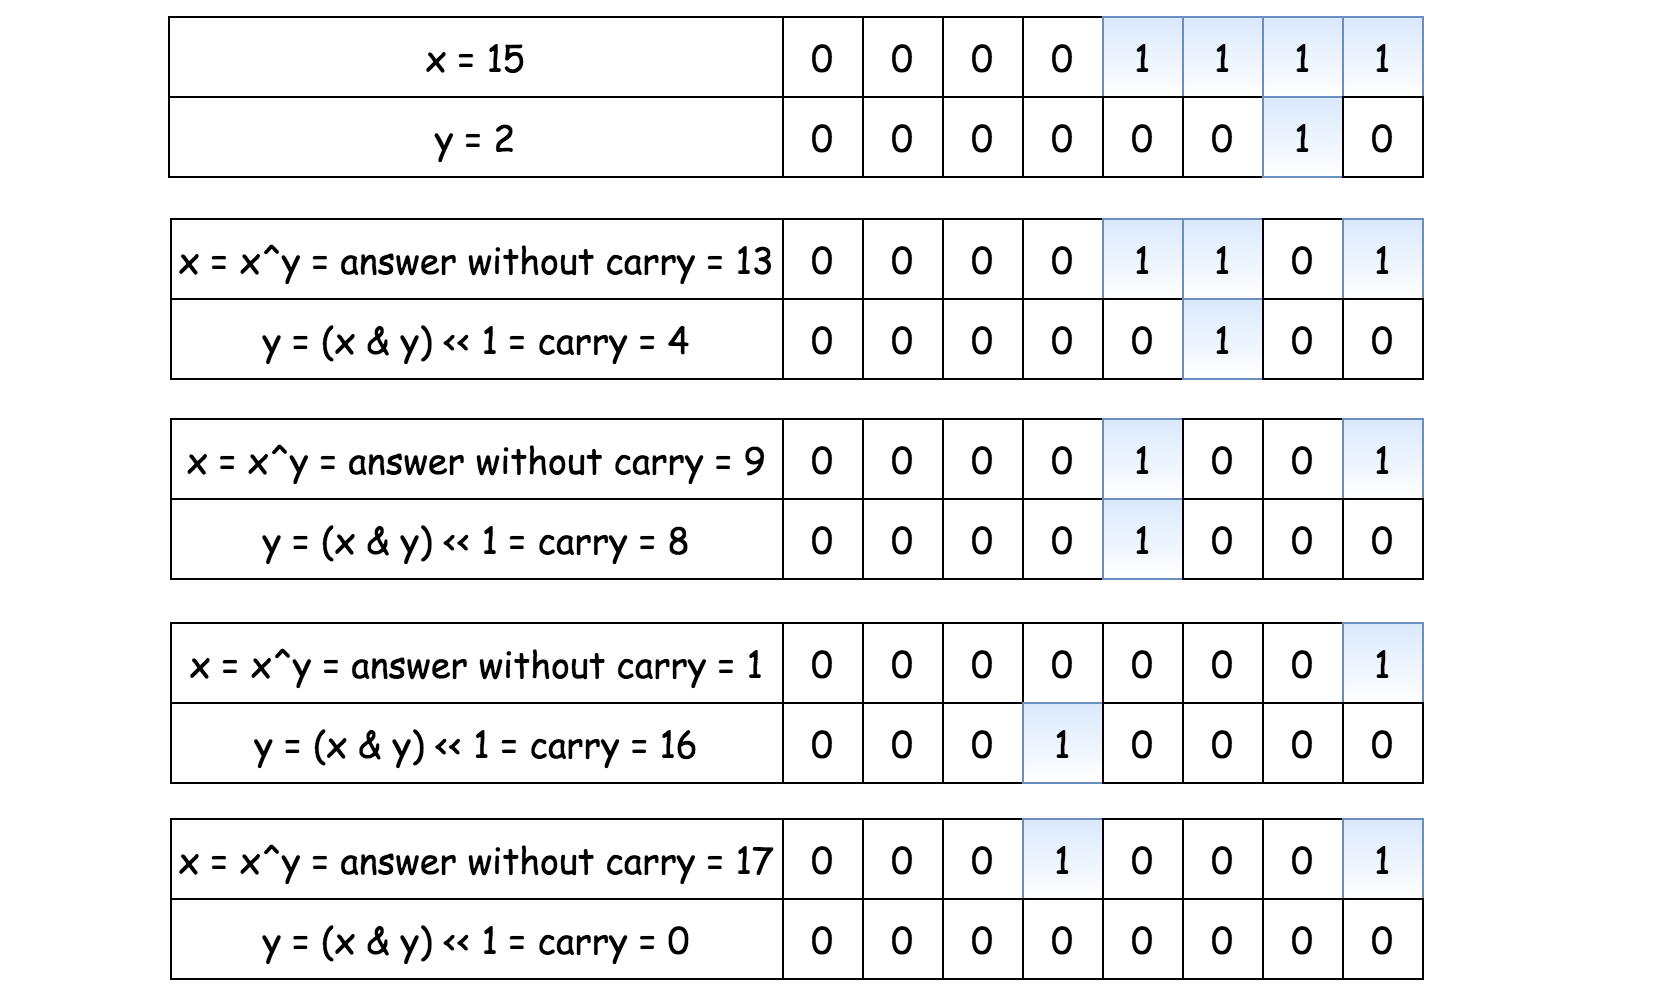 x = 15 0 0 0 0 1 1 1 1
y = 2 0 0 0 0 0 0 1 0
x = x^y = answer without carry = 13 0 0 0 0 1 1 0 1
y = (x & y) << 1 = carry = 4 0 0 0 0 0 1 0 0
x = x^y = answer without carry = 9 0 0 0 0 1 0 0 1
y = (x & y) << 1 = carry = 8 0 0 0 0 1 0 0 0
x = x^y = answer without carry = 1 0 0 0 0 0 0 0 1
y = (x & y) << 1 = carry = 16 0 0 0 1 0 0 0 0
x = x^y = answer without carry = 17 0 0 0 1 0 0 0 1
y = (x & y) << 1 = carry = 0 0 0 0 0 0 0 0 0